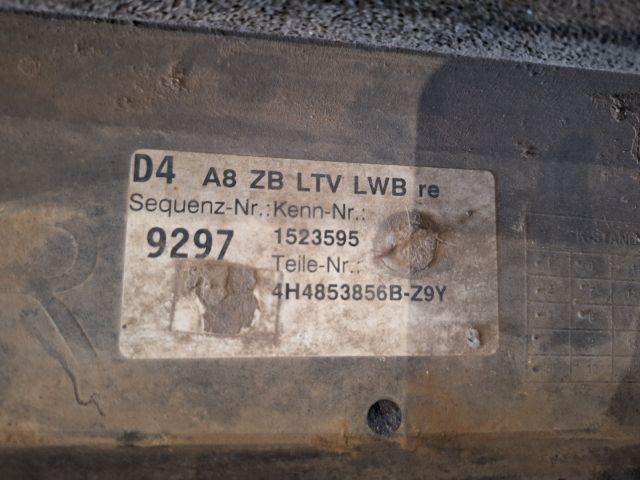 D4 A8 ZB LTV LWB re
Sequenz-Nr.: Kenn-Nr.:
9297 1523595
Teile-Nr.:
4H4853856B-Z9Y
R